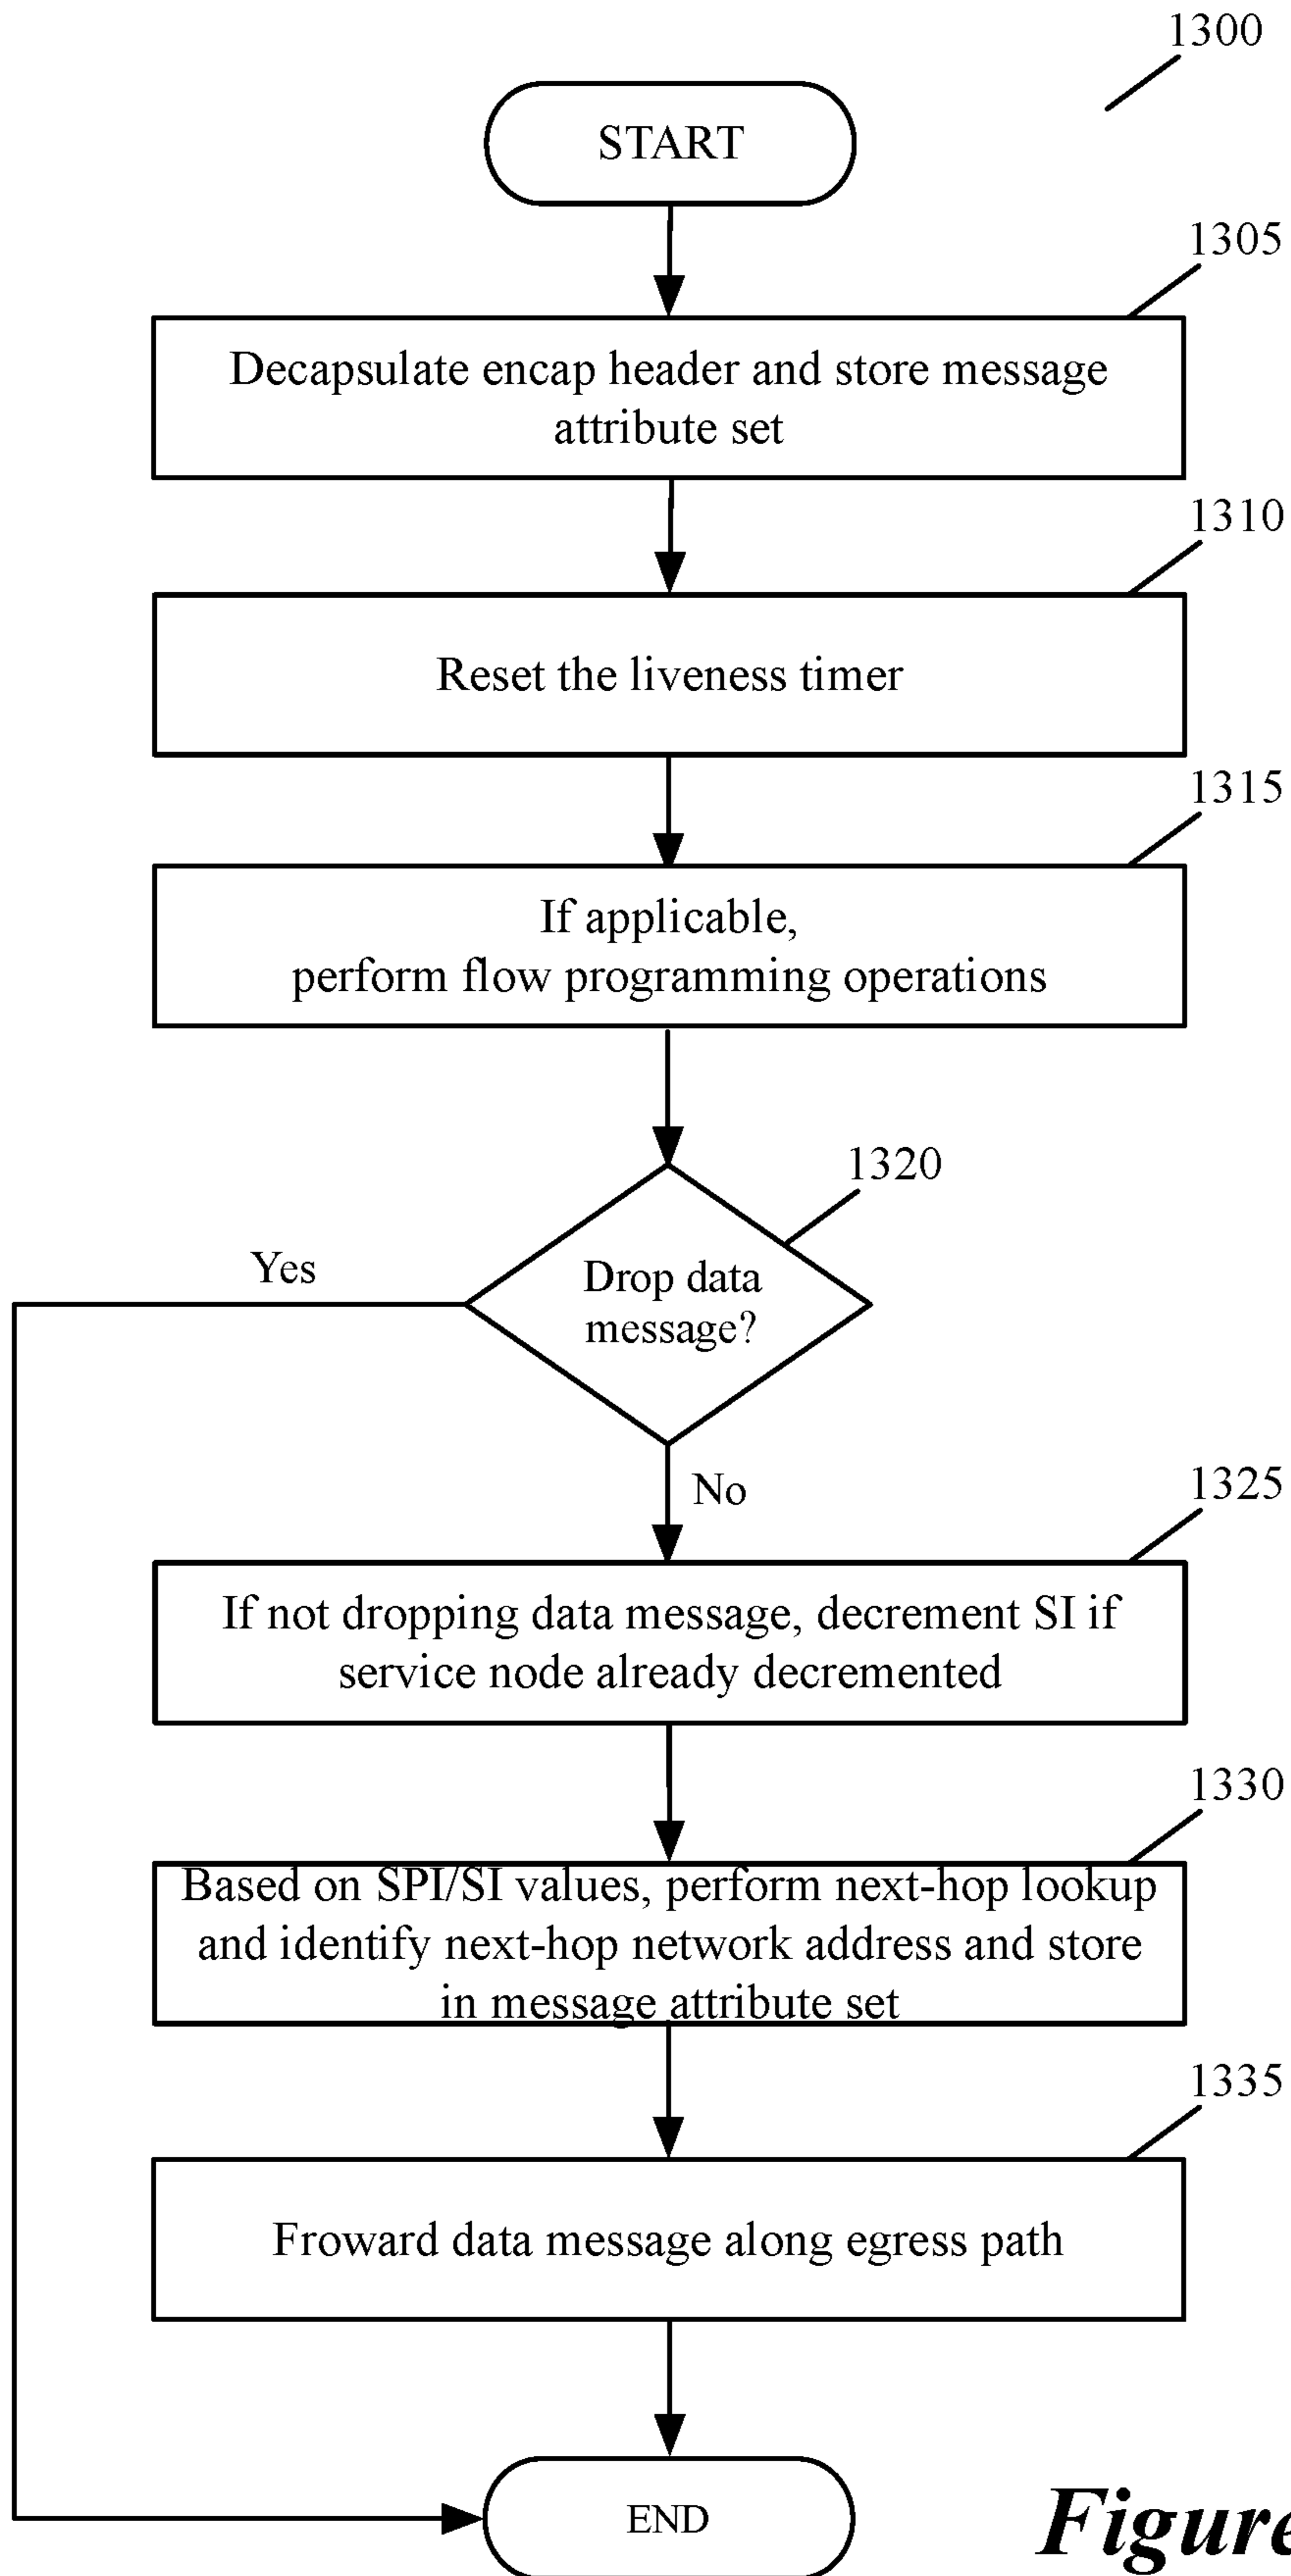 1300
START
1305
Decapsulate encap header and store message
attribute set
1310
Reset the liveness timer
1315
If applicable,
perform flow programming operations
1320
Yes
Drop data
message?
No
1325
If not dropping data message, decrement SI if
service node already decremented
1330
Based on SPI/SI values, perform next-hop lookup
and identify next-hop network address and store
in message attribute set
1335
Froward data message along egress path
END
Figure